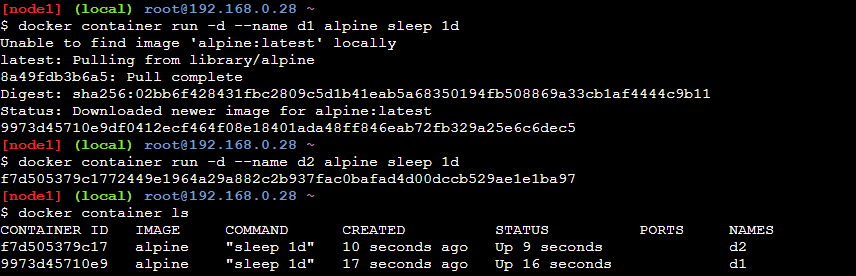 [node1] (local) root@192.168.0.28 ~
$ docker container run -d --name d1 alpine sleep 1d
Unable to find image 'alpine:latest' locally
latest: Pulling from library/alpine
8a49fdb3b6a5: Pull complete
Digest: sha256:02bb6f428431fbc2809c5d1b41eab5a68350194fb508869a33cb1af4444c9b11
Status: Downloaded newer image for alpine:latest
9973d45710e9df0412ecf464f08e18401ada48ff846eab72fb329a25e6c6dec5
[node1] (local) root@192.168.0.28 ~
$ docker container run -d --name d2 alpine sleep 1d
f7d505379c1772449e1964a29a882c2b937fac0bafad4d00dccb529ae1e1ba97
[node1] (local) root@192.168.0.28 ~
$ docker container ls
CONTAINER ID   IMAGE     COMMAND      CREATED          STATUS          PORTS     NAMES
f7d505379c17   alpine    "sleep 1d"   10 seconds ago   Up 9 seconds              d2
9973d45710e9   alpine    "sleep 1d"   17 seconds ago   Up 16 seconds             d1